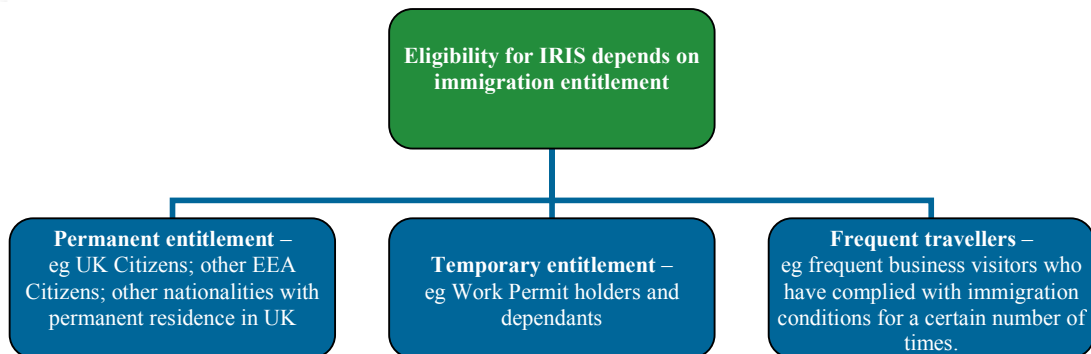 Eligibility for IRIS depends on
immigration entitlement
Permanent entitlement –
eg UK Citizens; other EEA
Citizens; other nationalities with
permanent residence in UK
Temporary entitlement –
eg Work Permit holders and
dependants
Frequent travellers –
eg frequent business visitors who
have complied with immigration
conditions for a certain number of
times.